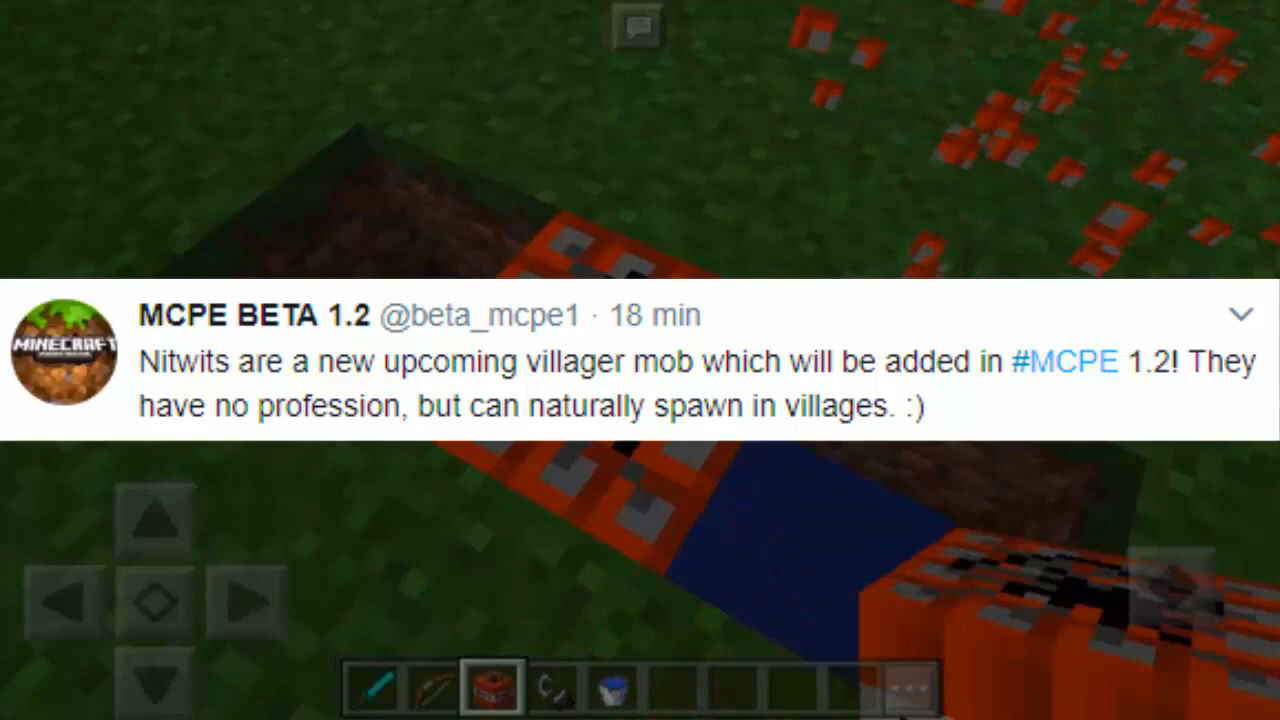 MCPE BETA 1.2 @beta_mcpe1 · 18 min
MINECRAFT
Nitwits are a new upcoming villager mob which will be added in #MCPE 1.2! They
have no profession, but can naturally spawn in villages. :)